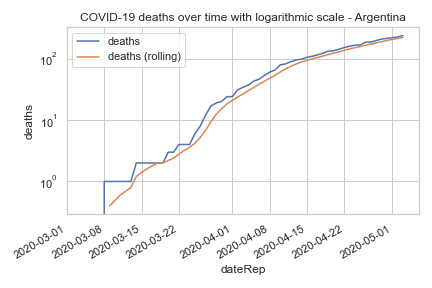 COVID-19 deaths over time with logarithmic scale - Argentina
deaths
deaths (rolling)
10²
10¹
10⁰
deaths
2020-03-01
2020-03-08
2020-03-15
2020-03-22
2020-04-01
2020-04-08
2020-04-15
2020-04-22
2020-05-01
dateRep